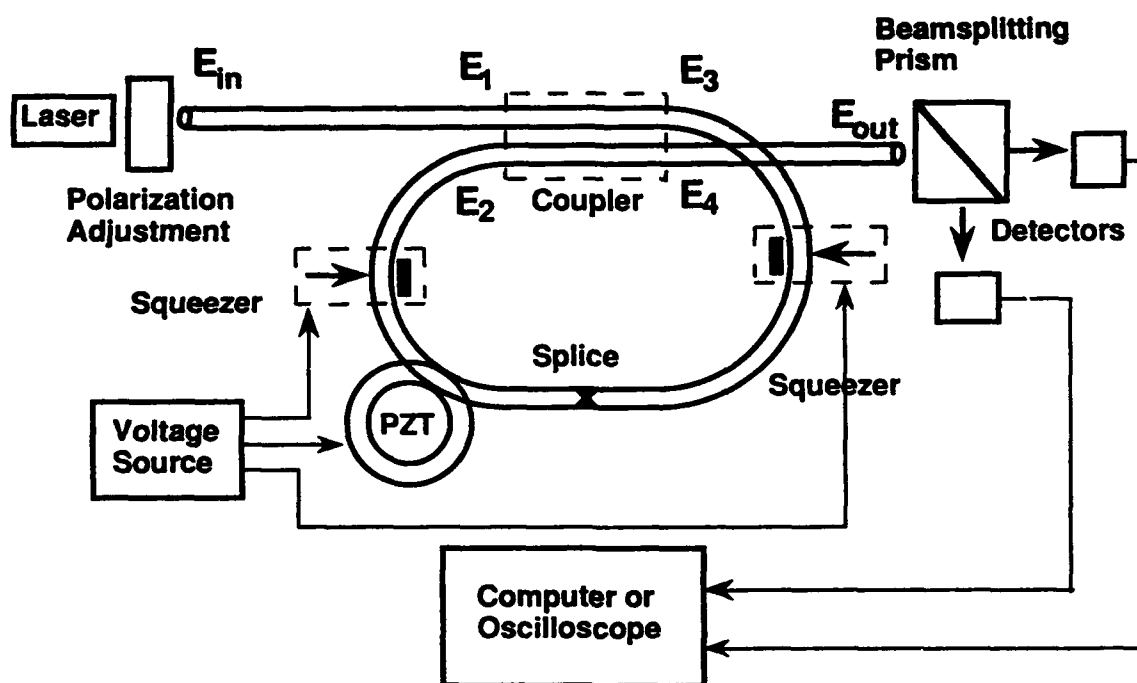 Beamsplitting
Prism
E_in
E_1
E_3
Laser
E_out
Polarization
Adjustment
E_2
Coupler
E_4
Detectors
Squeezer
Splice
Squeezer
PZT
Voltage
Source
Computer or
Oscilloscope